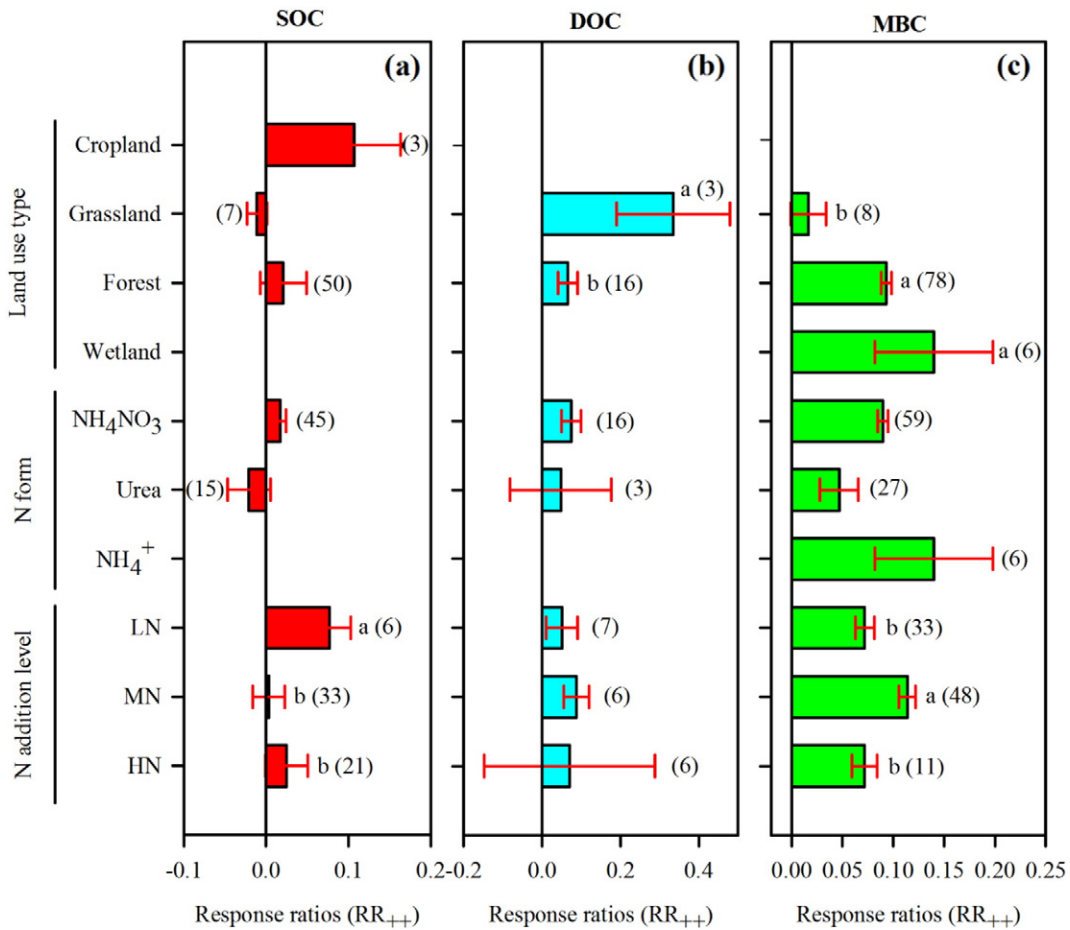 SOC DOC MBC
(a) (b) (c)
Cropland (3)
Grassland (7) a (3) b (8)
Forest (50) b (16) a (78)
Wetland a (6)
NH4NO3 (45) (16) (59)
Urea (15) (3) (27)
NH4+ (6)
LN a (6) (7) b (33)
MN b (33) (6) a (48)
HN b (21) (6) b (11)
Land use type
N form
N addition level
-0.1 0.0 0.1 0.2 -0.2 0.0 0.2 0.4 0.00 0.05 0.10 0.15 0.20 0.25
Response ratios (RR++) Response ratios (RR++) Response ratios (RR++)